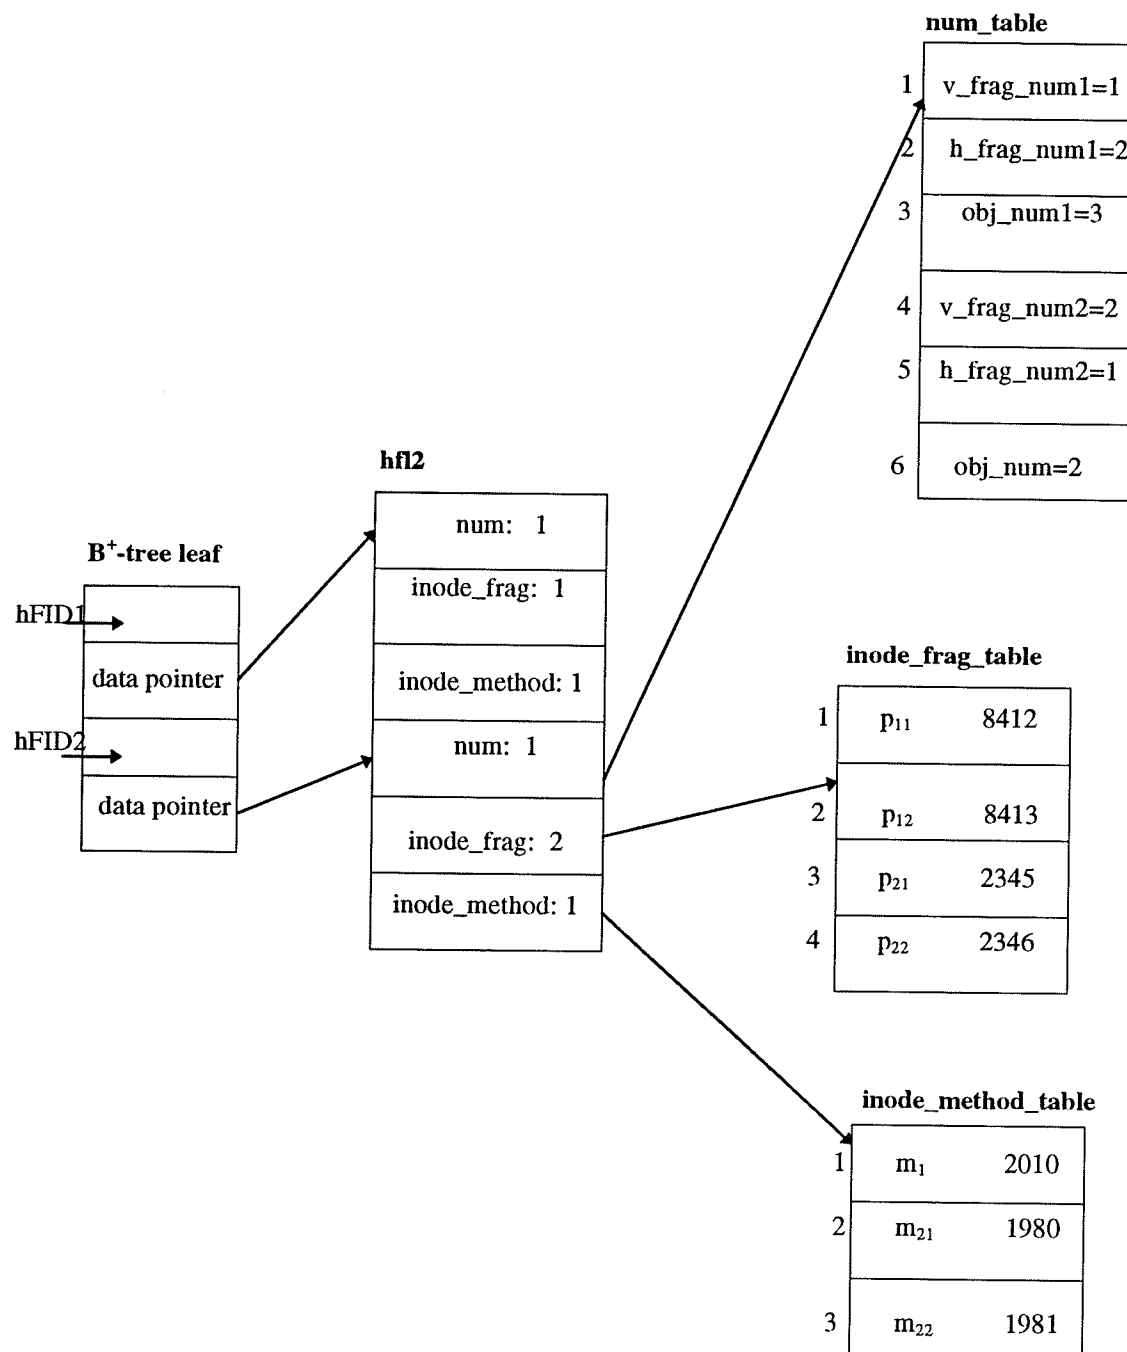 num_table
1 v_frag_num1=1
2 h_frag_num1=2
3 obj_num1=3
4 v_frag_num2=2
5 h_frag_num2=1
6 obj_num=2
hfl2
num: 1
inode_frag: 1
inode_method: 1
num: 1
inode_frag: 2
inode_method: 1
B⁺-tree leaf
hFID1
data pointer
hFID2
data pointer
inode_frag_table
1 p₁₁ 8412
2 p₁₂ 8413
3 p₂₁ 2345
4 p₂₂ 2346
inode_method_table
1 m₁ 2010
2 m₂₁ 1980
3 m₂₂ 1981